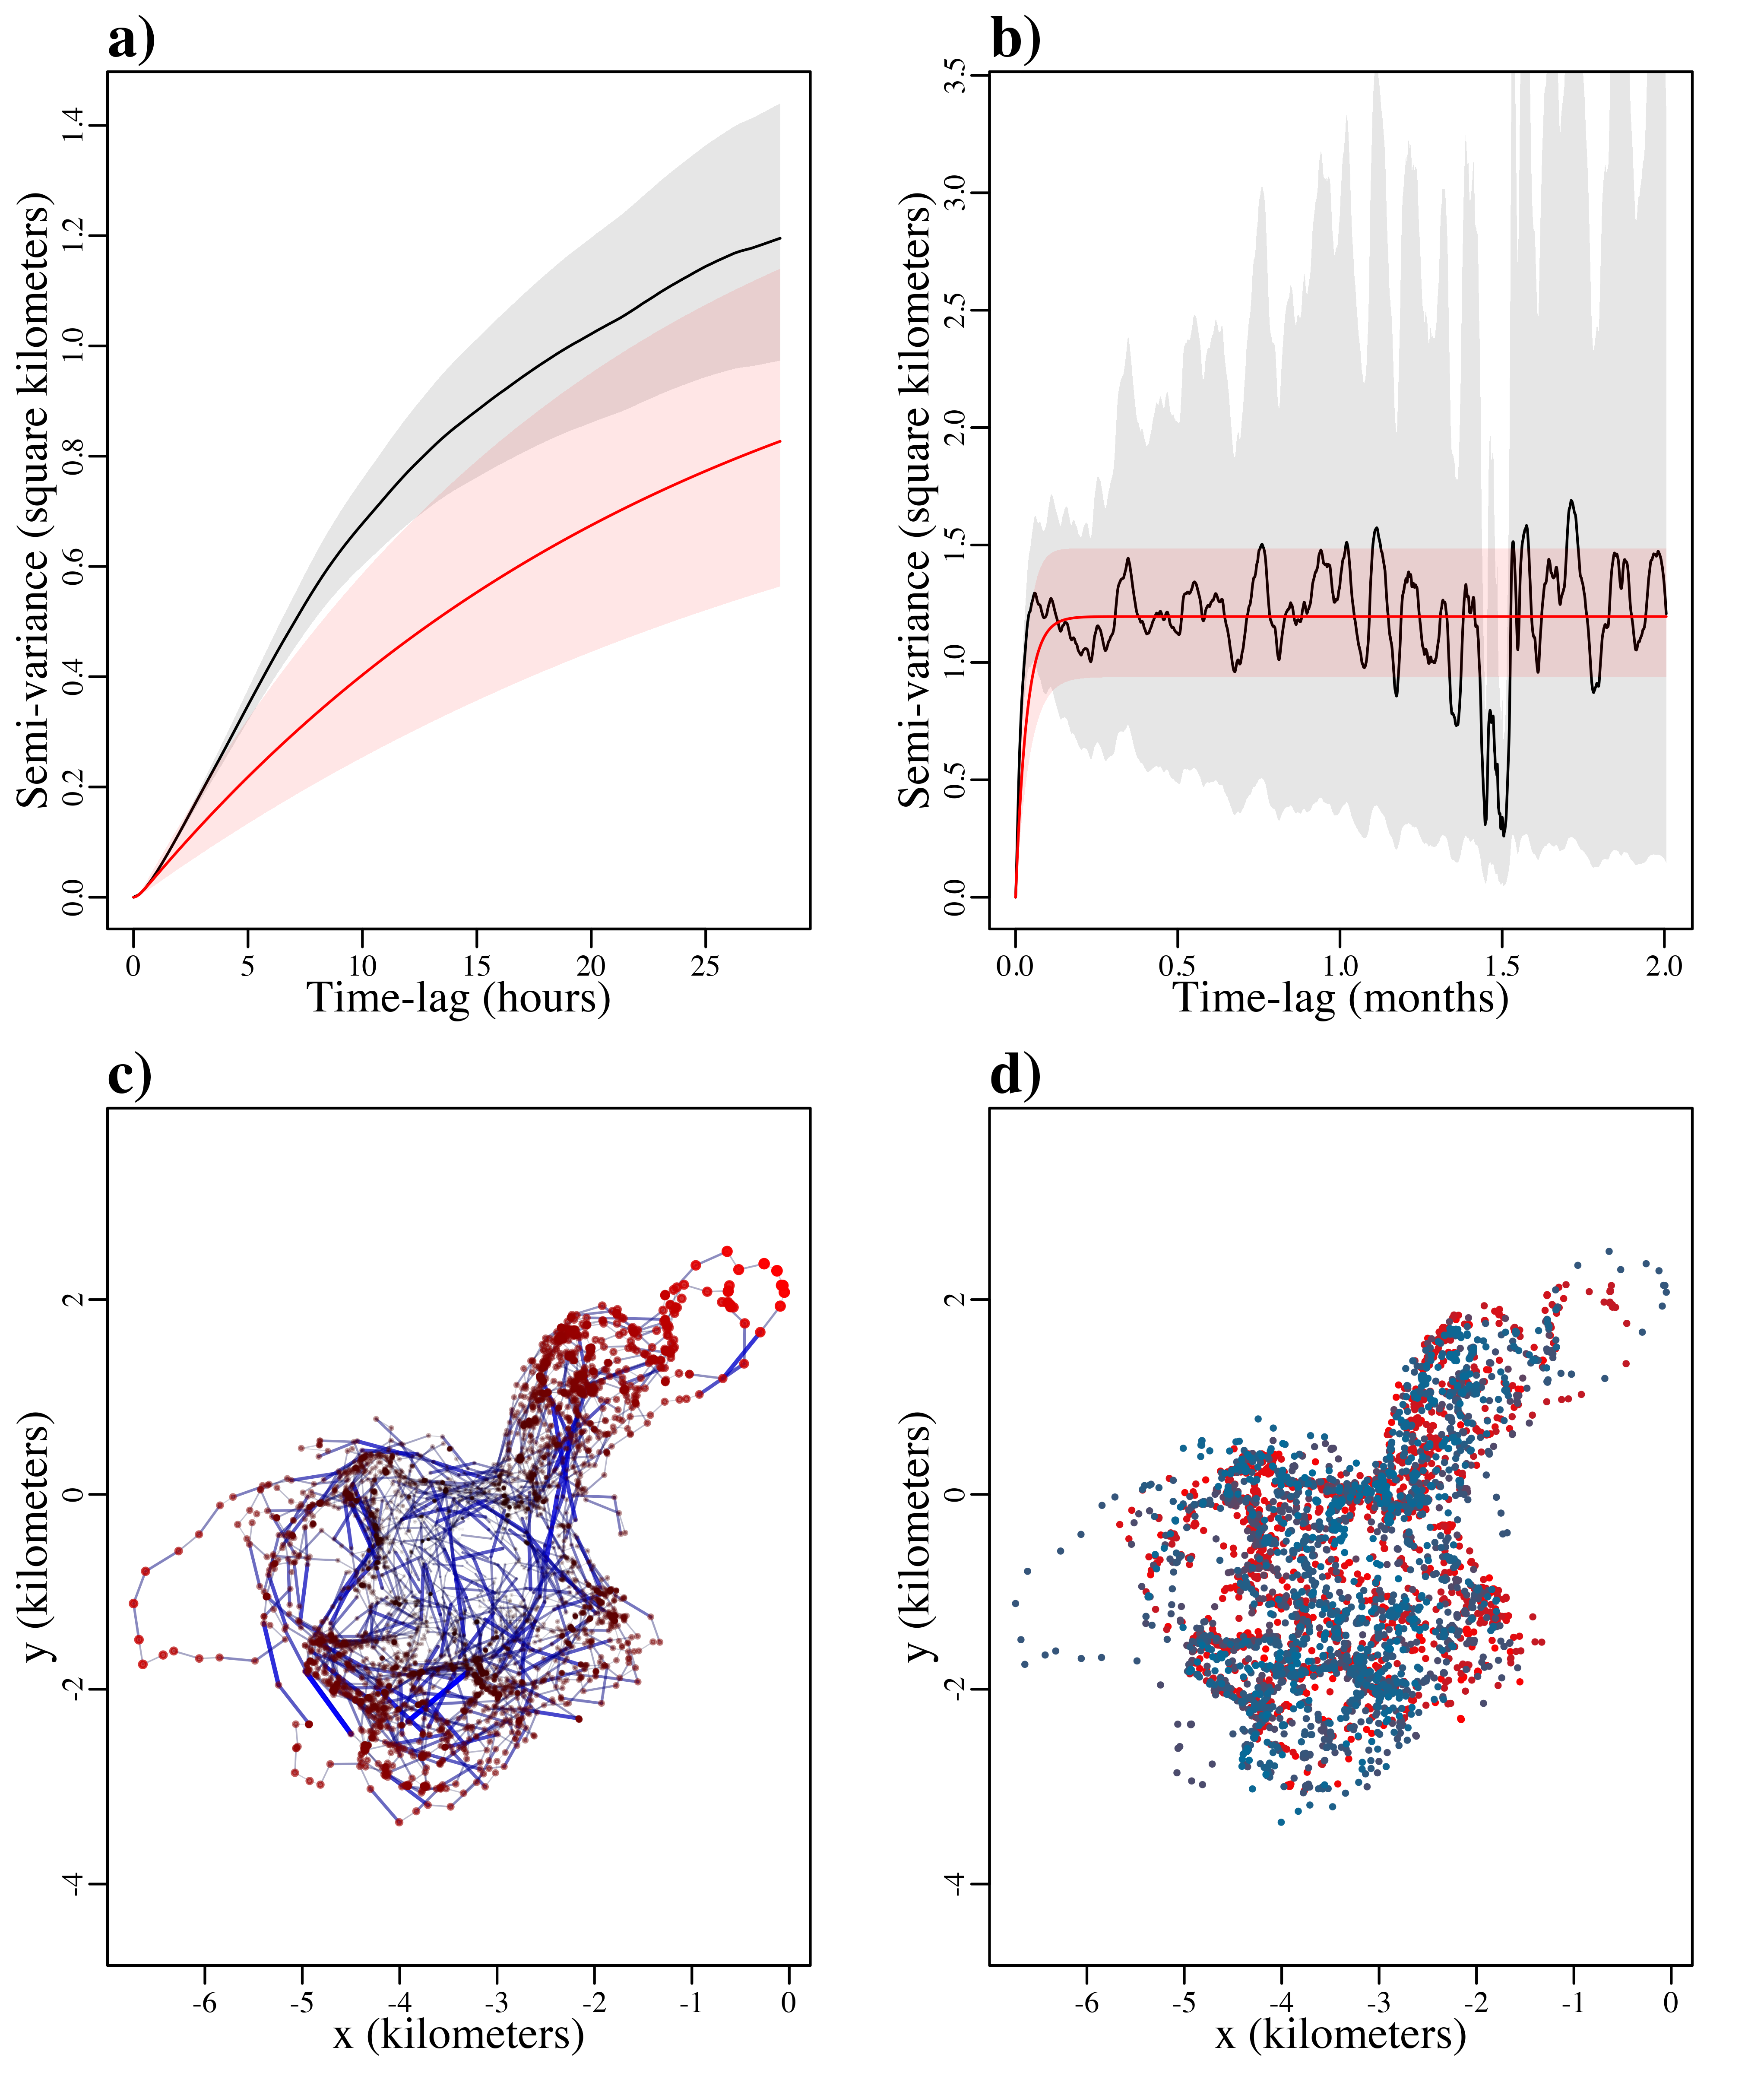 a)
Semi-variance (square kilometers)
1.4
1.2
1.0
0.8
0.6
0.4
0.2
0.0
0 5 10 15 20 25
Time-lag (hours)
b)
Semi-variance (square kilometers)
3.5
3.0
2.5
2.0
1.5
1.0
0.5
0.0
0.0 0.5 1.0 1.5 2.0
Time-lag (months)
c)
y (kilometers)
2
0
-2
-4
-6 -5 -4 -3 -2 -1 0
x (kilometers)
d)
y (kilometers)
2
0
-2
-4
-6 -5 -4 -3 -2 -1 0
x (kilometers)